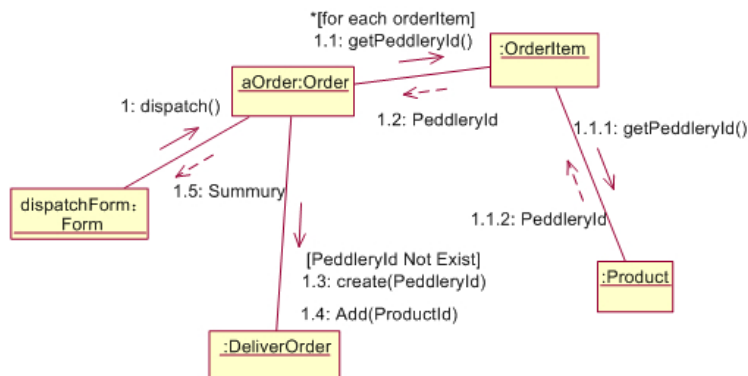 *[for each orderItem]
1.1: getPeddleryId()
:OrderItem
aOrder:Order
1: dispatch()
1.2: PeddleryId
1.1.1: getPeddleryId()
1.5: Summury
dispatchForm：
Form
1.1.2: PeddleryId
[PeddleryId Not Exist]
1.3: create(PeddleryId)
:Product
1.4: Add(ProductId)
:DeliverOrder